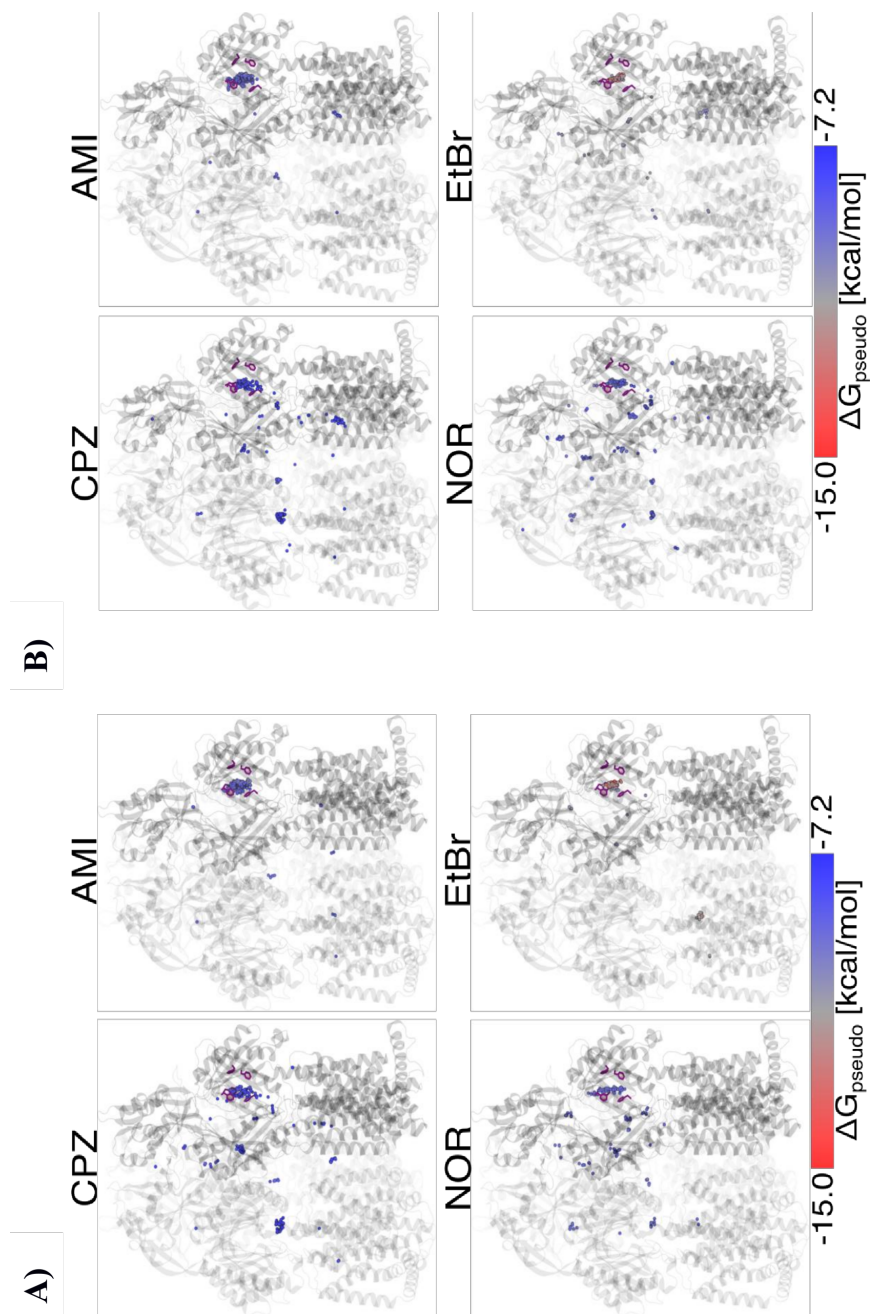 A)
CPZ
AMI
NOR
EtBr
-15.0
-7.2
ΔGpseudo [kcal/mol]
B)
CPZ
AMI
NOR
EtBr
-15.0
-7.2
ΔGpseudo [kcal/mol]